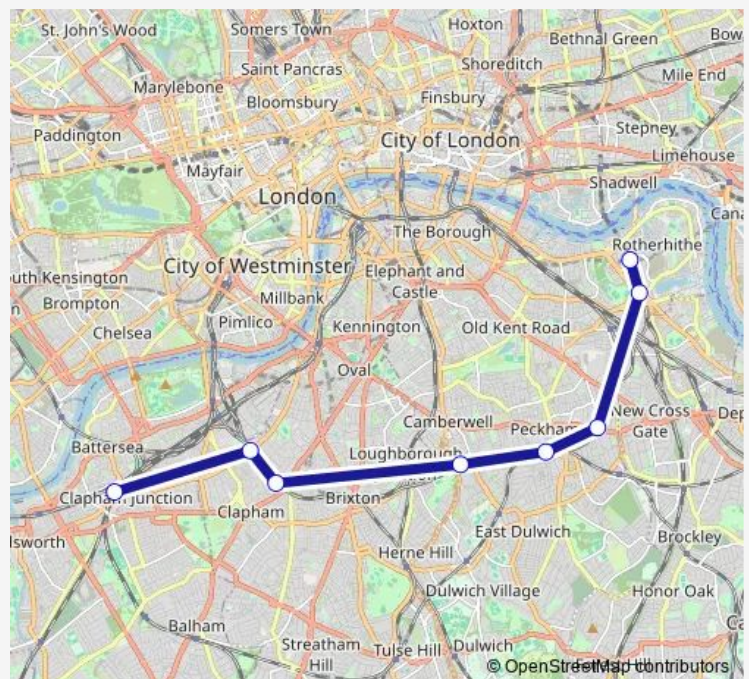 St. John's Wood
Somers Town
Hoxton
Bethnal Green
Bow
Saint Pancras
Shoreditch
Mile End
Marylebone
Bloomsbury
Finsbury
Paddington
City of London
Stepney
Mayfair
Limehouse
London
Shadwell
Cana
The Borough
Rotherhithe
outh Kensington
City of Westminster
Elephant and
Castle
Brompton
Millbank
n
Chelsea
Pimlico
Kennington
Old Kent Road
Oval
Camberwell
New Cross
Gate
Dep
Peckham
Battersea
Loughborough
Clapham Junction
Brixton
Clapham
lsworth
East Dulwich
Brockley
Herne Hill
Dulwich Village
Honor Oak
Balham
Ca
Streatham
Hill
Tulse Hill
Dulwich
© OpenStreetMap contributors